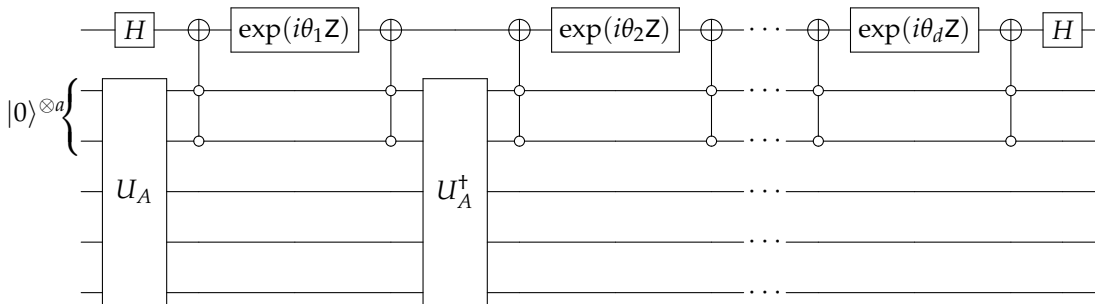 H exp(iθ₁Z) exp(iθ₂Z) ··· exp(iθ_dZ) H
|0⟩^⊗a { ···
···
U_A U_A^† ···
···
···